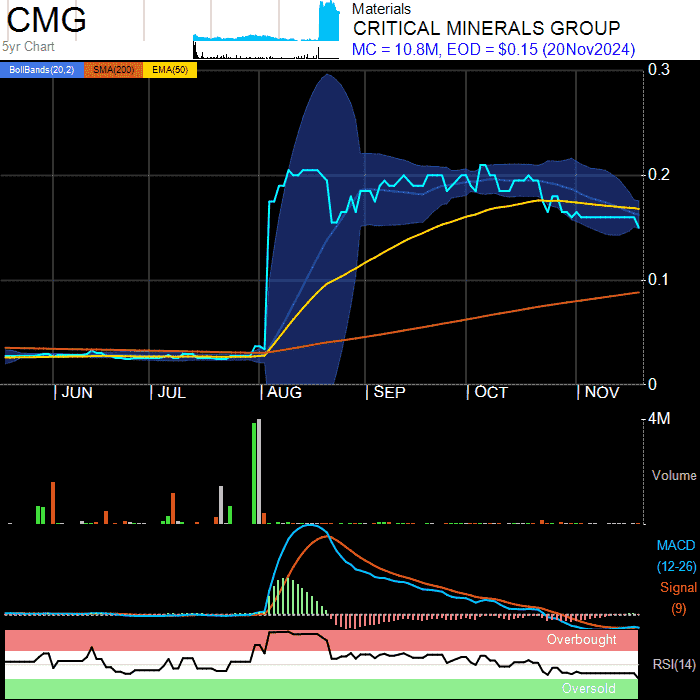 CMG
5yr Chart
Materials
CRITICAL MINERALS GROUP
MC = 10.8M, EOD = $0.15 (20Nov2024)
BollBands(20,2) SMA(200) EMA(50)
0.3
0.2
0.1
0
JUN JUL AUG SEP OCT NOV
4M
Volume
MACD
(12-26)
Signal
(9)
Overbought
RSI(14)
Oversold